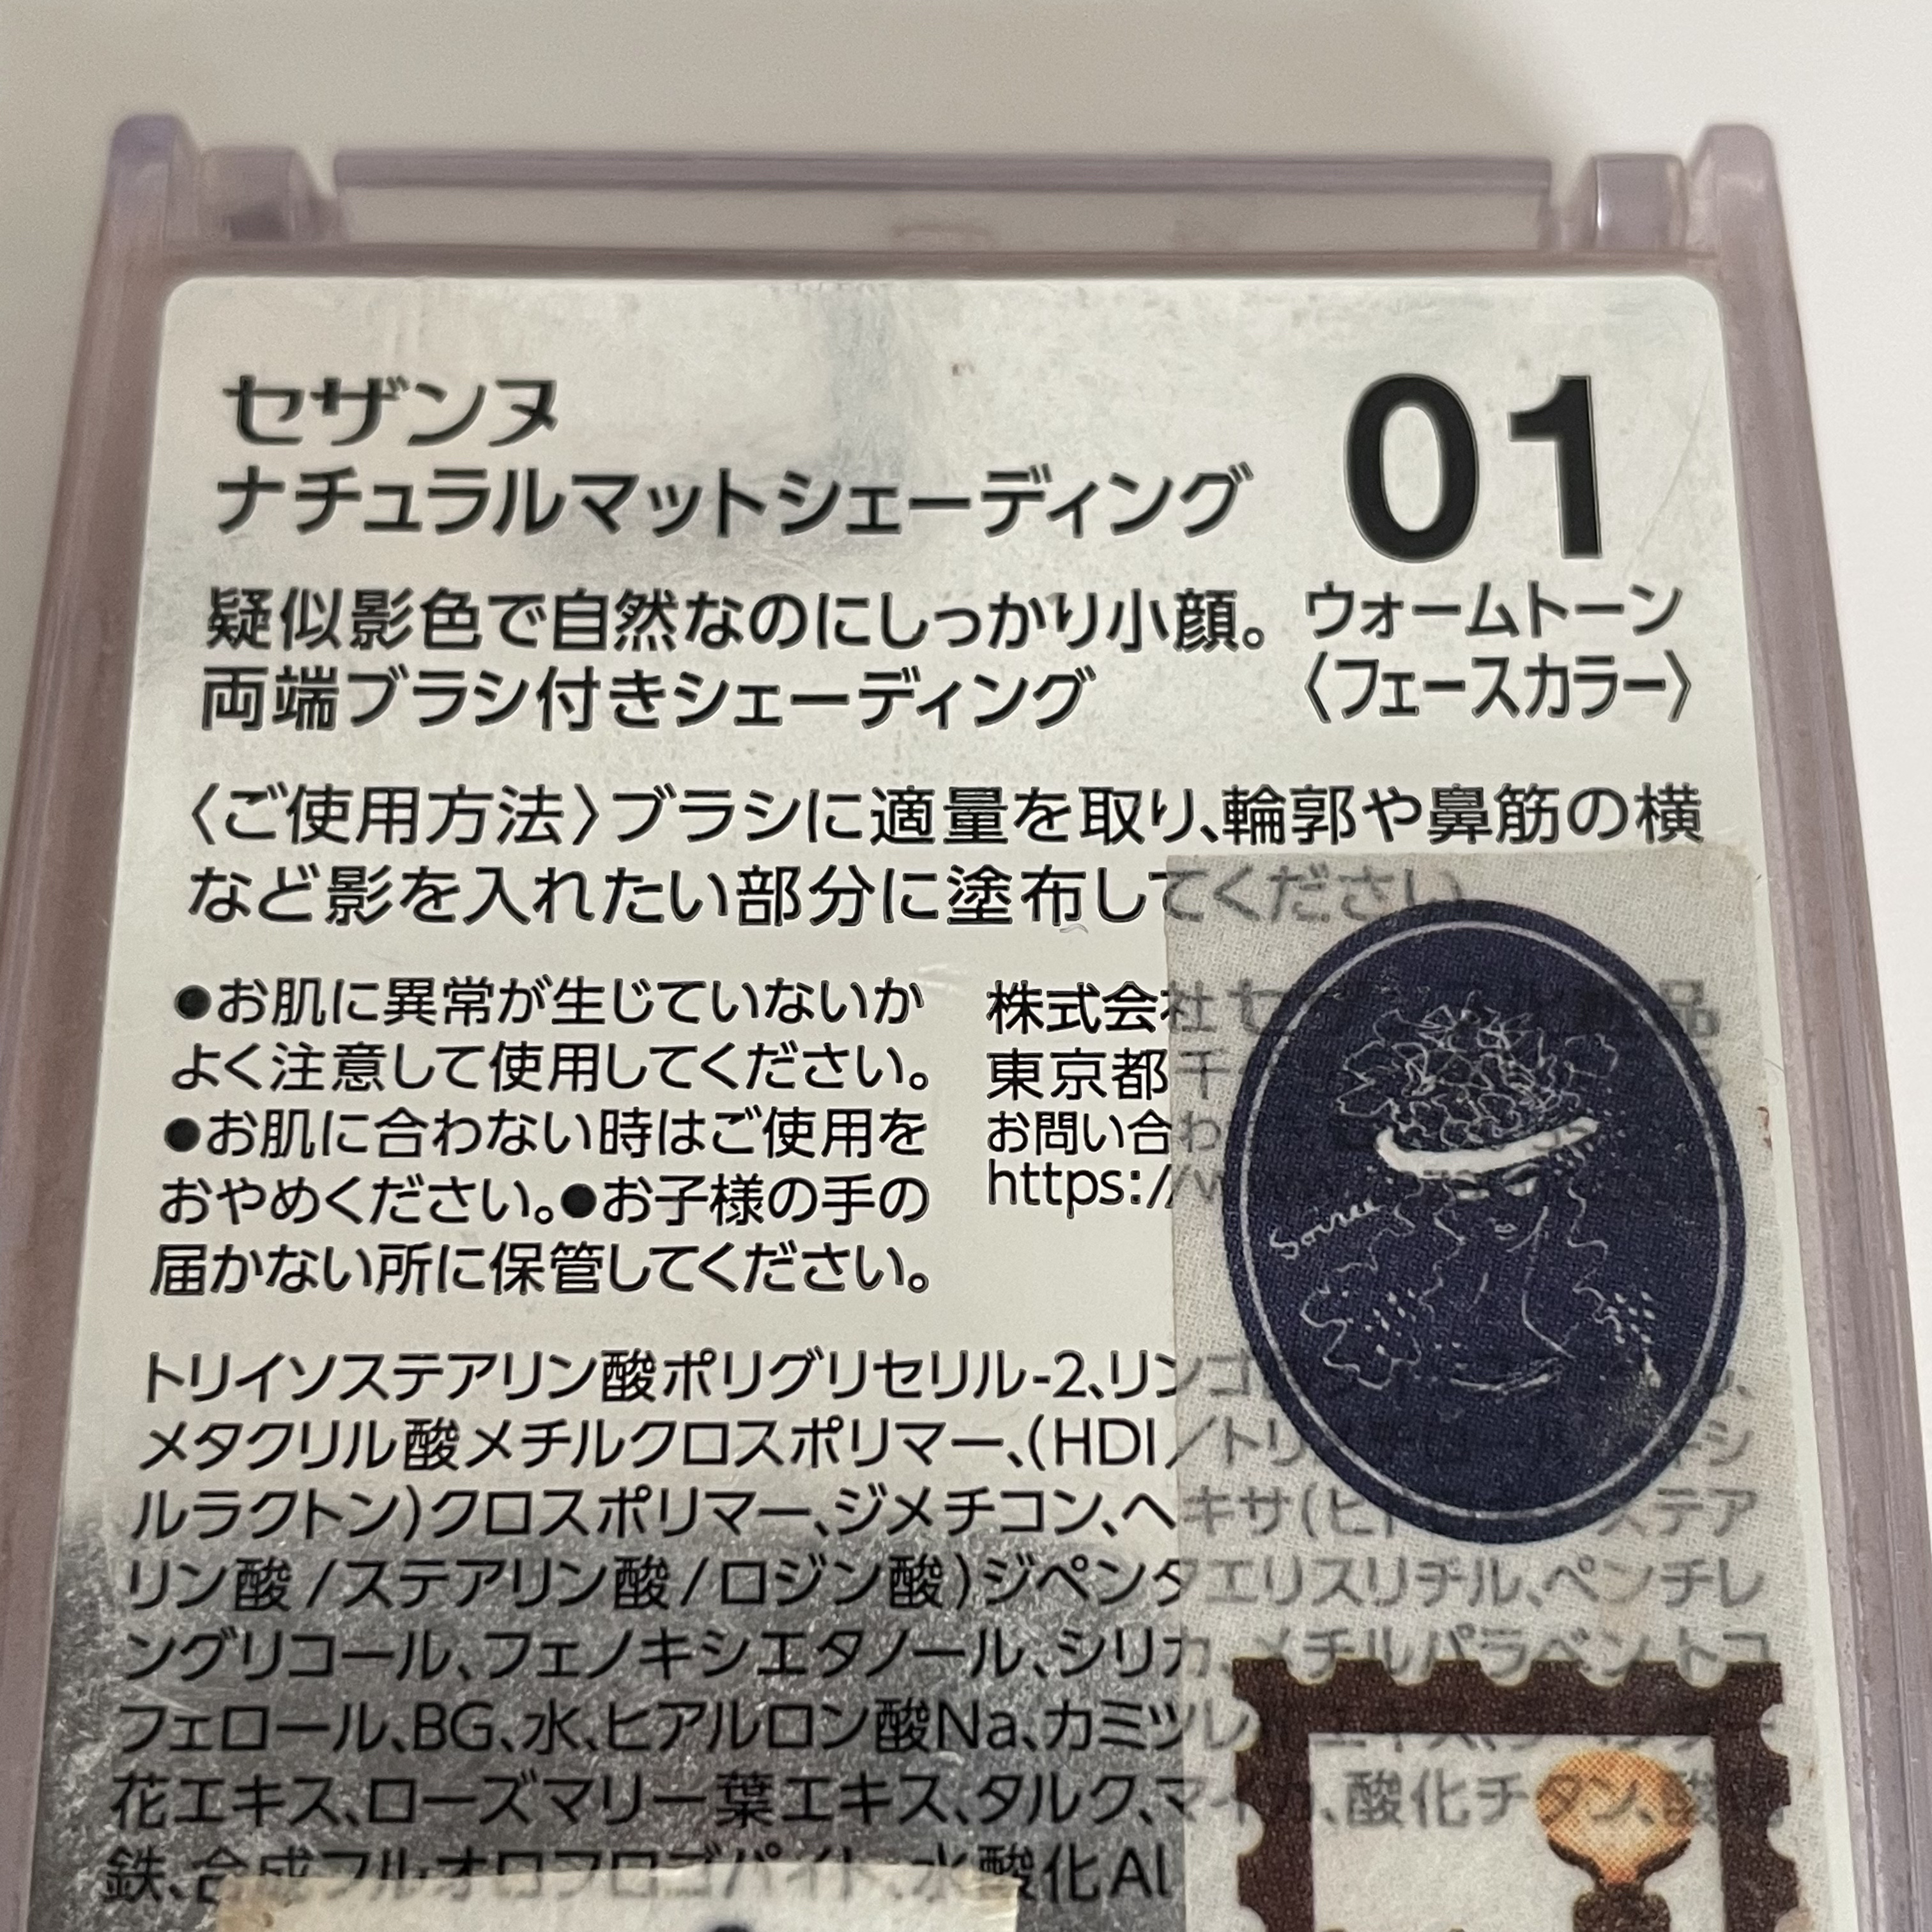 セザンヌ
ナチュラルマットシェーディング
01
疑似影色で自然なのにしっかり小顔。
両端ブラシ付きシェーディング
ウォームトーン
〈フェースカラー〉
〈ご使用方法〉ブラシに適量を取り、輪郭や鼻筋の横
など影を入れたい部分に塗布してください
●お肌に異常が生じていないか
よく注意して使用してください。
●お肌に合わない時はご使用を
おやめください。●お子様の手の
届かない所に保管してください。
株式会社セ 品
東京都千
お問い合わ
https://w
Soiree
トリイソステアリン酸ポリグリセリル-2、リンゴ
メタクリル酸メチルクロスポリマー、(HDI/トリ
ルラクトン)クロスポリマー、ジメチコン、ヘキサ(ヒ ステア
リン酸/ステアリン酸/ロジン酸)ジペンタエリスリチル、ペンチレ
ングリコール、フェノキシエタノール、シリカ、メチルパラベン、トコ
フェロール、BG、水、ヒアルロン酸Na、カミツレ エキス、
花エキス、ローズマリー葉エキス、タルク、マイカ、酸化チタン、酸
鉄、合成フルオロフロゴパイト、水酸化Al